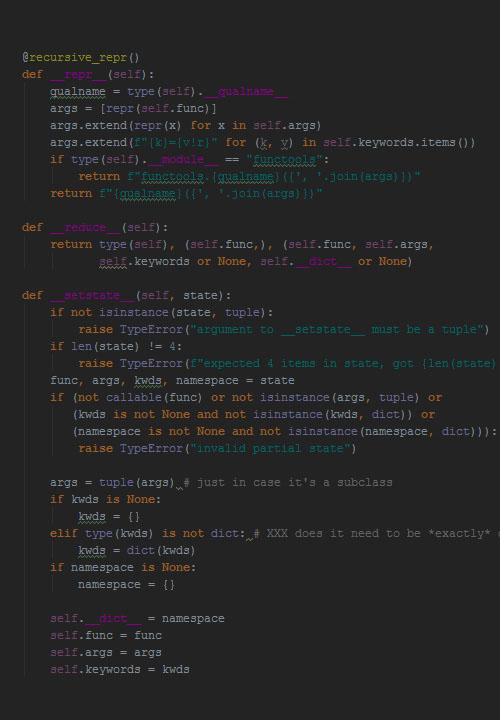 @recursive_repr()
def __repr__(self):
    qualname = type(self).__qualname__
    args = [repr(self.func)]
    args.extend(repr(x) for x in self.args)
    args.extend(f"{k}={v!r}" for (k, v) in self.keywords.items())
    if type(self).__module__ == "functools":
        return f"functools.{qualname}({', '.join(args)})"
    return f"{qualname}({', '.join(args)})"

def __reduce__(self):
    return type(self), (self.func,), (self.func, self.args,
           self.keywords or None, self.__dict__ or None)

def __setstate__(self, state):
    if not isinstance(state, tuple):
        raise TypeError("argument to __setstate__ must be a tuple")
    if len(state) != 4:
        raise TypeError(f"expected 4 items in state, got {len(state)
    func, args, kwds, namespace = state
    if (not callable(func) or not isinstance(args, tuple) or
       (kwds is not None and not isinstance(kwds, dict)) or
       (namespace is not None and not isinstance(namespace, dict))):
        raise TypeError("invalid partial state")

    args = tuple(args) # just in case it's a subclass
    if kwds is None:
        kwds = {}
    elif type(kwds) is not dict: # XXX does it need to be *exactly*
        kwds = dict(kwds)
    if namespace is None:
        namespace = {}

    self.__dict__ = namespace
    self.func = func
    self.args = args
    self.keywords = kwds